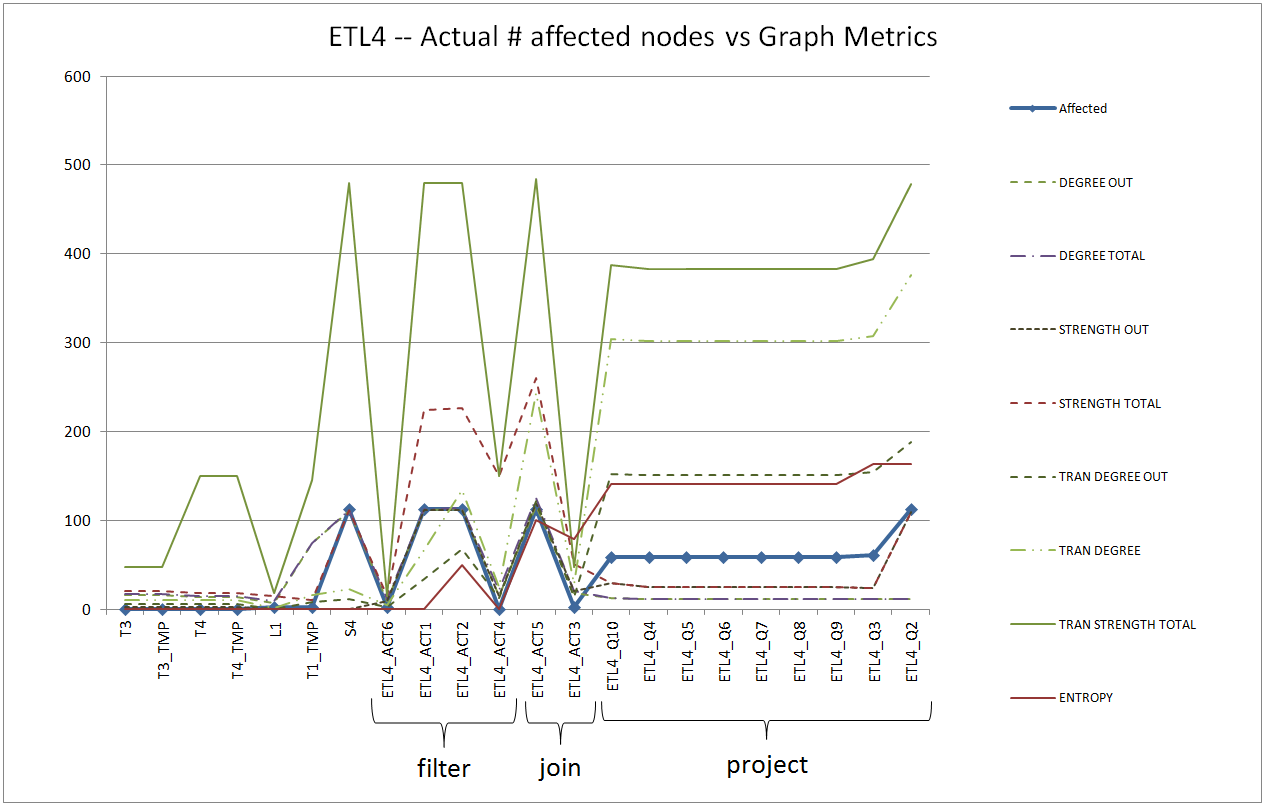 ETL4 -- Actual # affected nodes vs Graph Metrics
600
500
400
300
200
100
0
T3
T3_TMP
T4
T4_TMP
L1
T1_TMP
S4
ETL4_ACT6
ETL4_ACT1
ETL4_ACT2
ETL4_ACT4
ETL4_ACT5
ETL4_ACT3
ETL4_Q10
ETL4_Q4
ETL4_Q5
ETL4_Q6
ETL4_Q7
ETL4_Q8
ETL4_Q9
ETL4_Q3
ETL4_Q2
filter
join
project
Affected
DEGREE OUT
DEGREE TOTAL
STRENGTH OUT
STRENGTH TOTAL
TRAN DEGREE OUT
TRAN DEGREE
TRAN STRENGTH TOTAL
ENTROPY